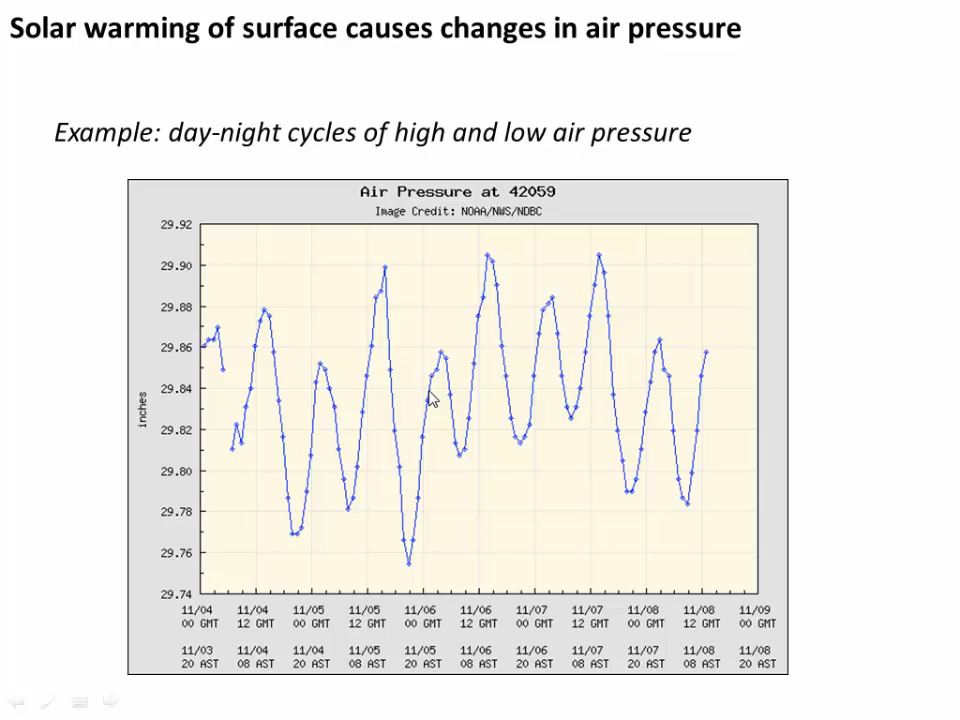 Solar warming of surface causes changes in air pressure
Example: day-night cycles of high and low air pressure
Air Pressure at 42059
Image Credit: NOAA/NWS/NDBC
29.92
29.90
29.88
29.86
29.84
29.82
29.80
29.78
29.76
29.74
inches
11/04 11/04 11/05 11/05 11/06 11/06 11/07 11/07 11/08 11/08 11/09
00 GMT 12 GMT 00 GMT 12 GMT 00 GMT 12 GMT 00 GMT 12 GMT 00 GMT 12 GMT 00 GMT
11/03 11/04 11/04 11/05 11/05 11/06 11/06 11/07 11/07 11/08 11/08
20 AST 08 AST 20 AST 08 AST 20 AST 08 AST 20 AST 08 AST 20 AST 08 AST 20 AST